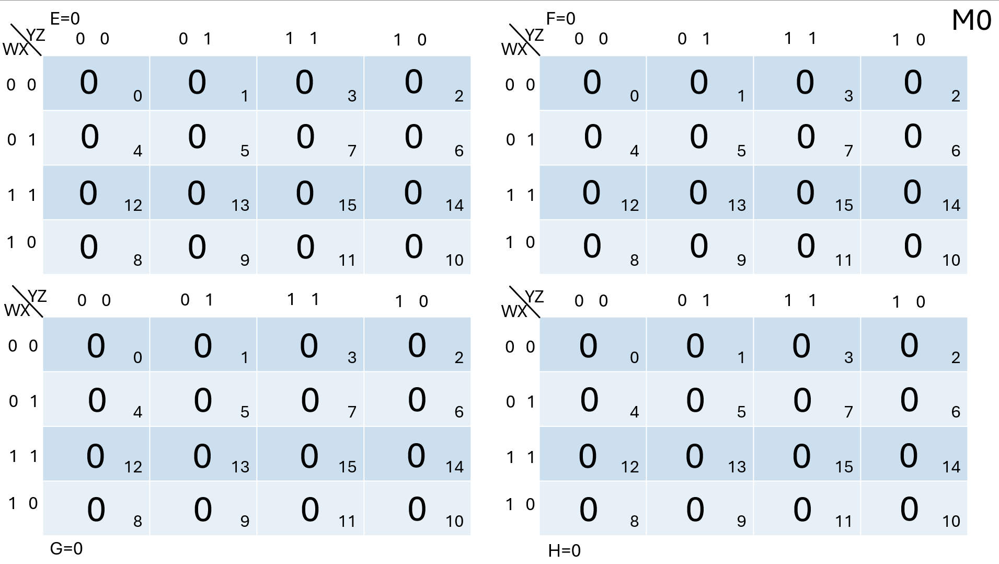 E=0
YZ
WX
0 0 0 1 1 1 1 0
0 0 0 0 0 1 0 3 0 2
0 1 0 4 0 5 0 7 0 6
1 1 0 12 0 13 0 15 0 14
1 0 0 8 0 9 0 11 0 10
F=0
M0
YZ
WX
0 0 0 1 1 1 1 0
0 0 0 0 0 1 0 3 0 2
0 1 0 4 0 5 0 7 0 6
1 1 0 12 0 13 0 15 0 14
1 0 0 8 0 9 0 11 0 10
YZ
WX
0 0 0 1 1 1 1 0
0 0 0 0 0 1 0 3 0 2
0 1 0 4 0 5 0 7 0 6
1 1 0 12 0 13 0 15 0 14
1 0 0 8 0 9 0 11 0 10
G=0
YZ
WX
0 0 0 1 1 1 1 0
0 0 0 0 0 1 0 3 0 2
0 1 0 4 0 5 0 7 0 6
1 1 0 12 0 13 0 15 0 14
1 0 0 8 0 9 0 11 0 10
H=0